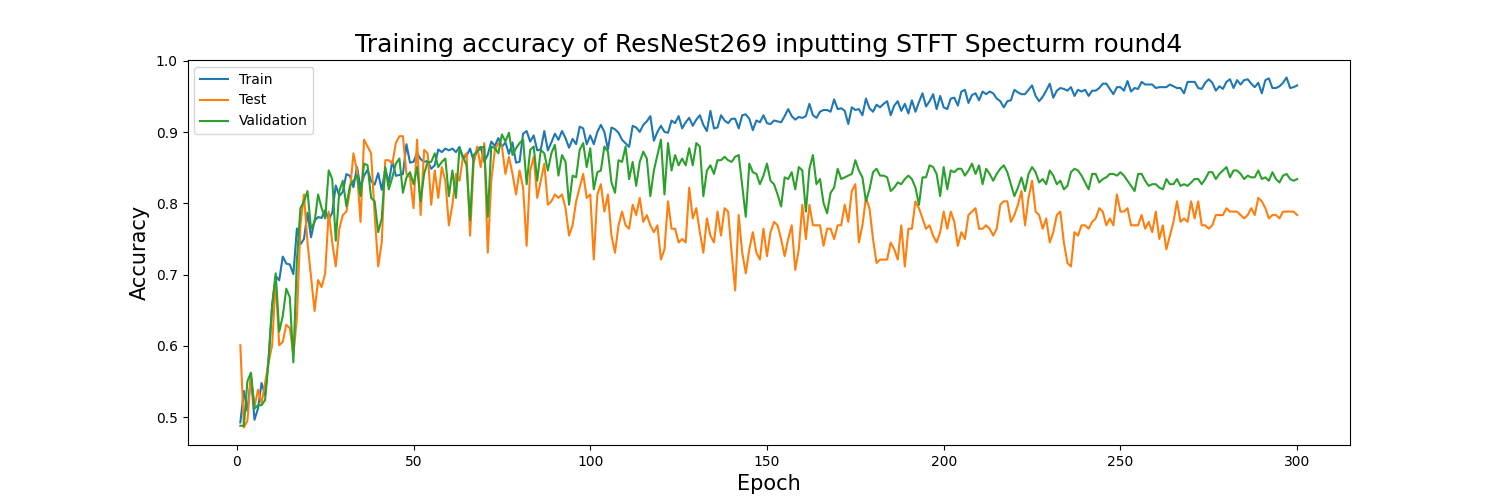 Training accuracy of ResNeSt269 inputting STFT Specturm round4
1.0
0.9
0.8
0.7
0.6
0.5
Accuracy
Train
Test
Validation
0 50 100 150 200 250 300
Epoch